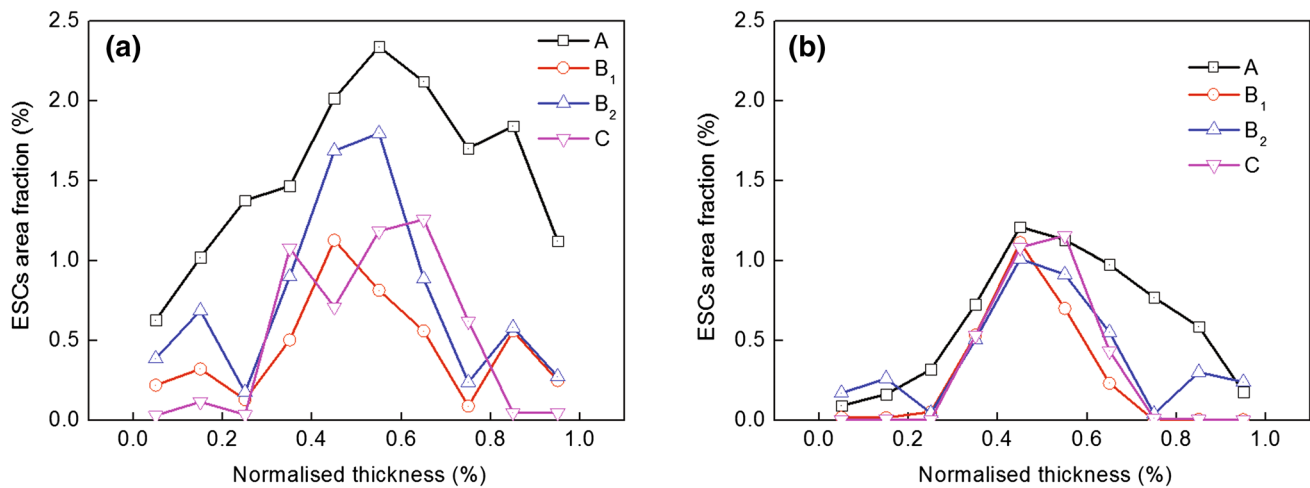 (a)
A
B1
B2
C
2.5
2.0
1.5
1.0
0.5
0.0
ESCs area fraction (%)
0.0 0.2 0.4 0.6 0.8 1.0
Normalised thickness (%)
(b)
A
B1
B2
C
2.5
2.0
1.5
1.0
0.5
0.0
ESCs area fraction (%)
0.0 0.2 0.4 0.6 0.8 1.0
Normalised thickness (%)